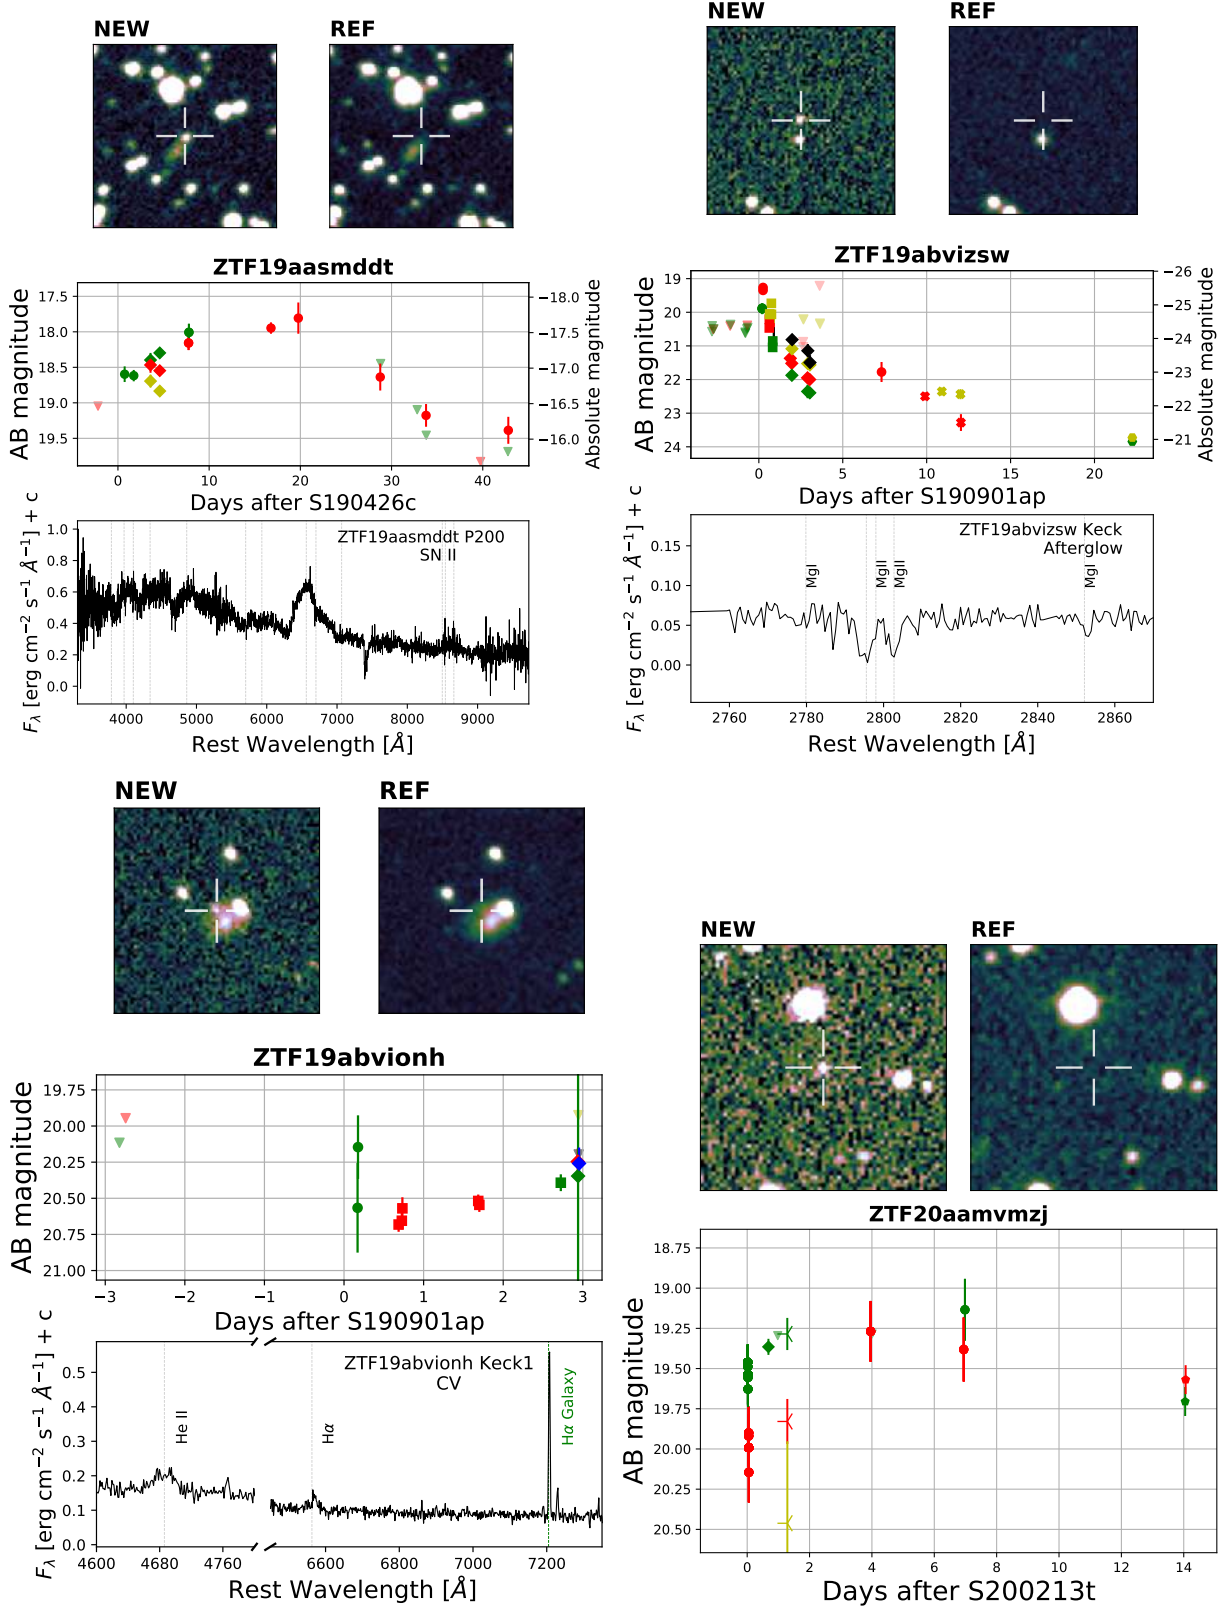 NEW REF
ZTF19aasmddt
17.5
18.0
18.5
19.0
19.5
AB magnitude
−18.0
−17.5
−17.0
−16.5
−16.0
Absolute magnitude
0 10 20 30 40
Days after S190426c
1.0
0.8
0.6
0.4
0.2
0.0
Fλ [erg cm−2 s−1 Å−1] + c
ZTF19aasmddt P200
SN II
4000 5000 6000 7000 8000 9000
Rest Wavelength [Å]
NEW REF
ZTF19abvizsw
19
20
21
22
23
24
AB magnitude
−26
−25
−24
−23
−22
−21
Absolute magnitude
0 5 10 15 20
Days after S190901ap
0.15
0.10
0.05
0.00
Fλ [erg cm−2 s−1 Å−1] + c
ZTF19abvizsw Keck
Afterglow
MgI
MgII
MgII
MgI
2760 2780 2800 2820 2840 2860
Rest Wavelength [Å]
NEW REF
ZTF19abvionh
19.75
20.00
20.25
20.50
20.75
21.00
AB magnitude
−3 −2 −1 0 1 2 3
Days after S190901ap
0.5
0.4
0.3
0.2
0.1
0.0
Fλ [erg cm−2 s−1 Å−1] + c
ZTF19abvionh Keck1
CV
He II
Hα
Hα Galaxy
4600 4680 4760 6600 6800 7000 7200
Rest Wavelength [Å]
NEW REF
ZTF20aamvmzj
18.75
19.00
19.25
19.50
19.75
20.00
20.25
20.50
AB magnitude
0 2 4 6 8 10 12 14
Days after S200213t